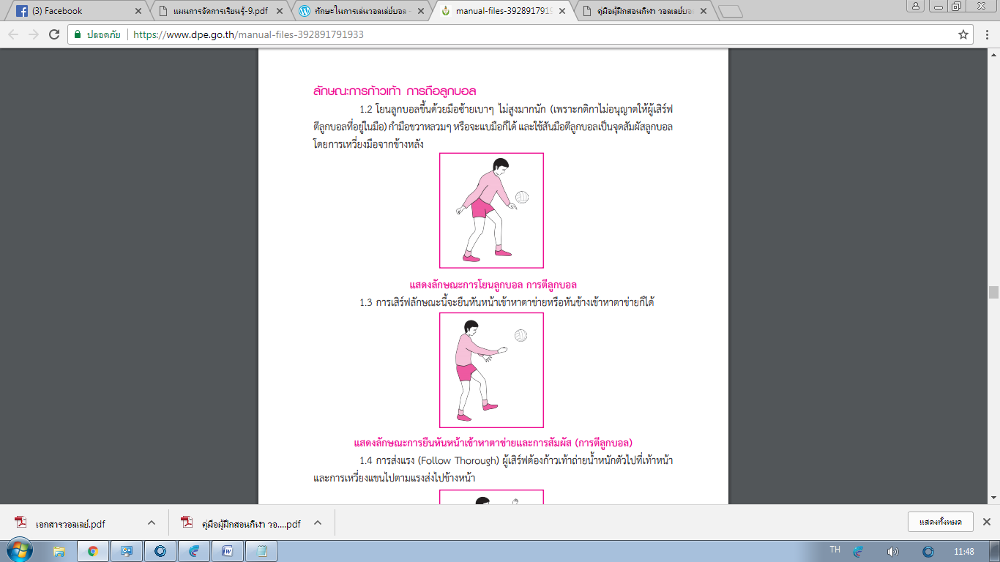 (3) Facebook
แผนการจัดการเรียนรู้-9.pdf
ทักษะในการเล่นวอลเล่ย์บอล -
manual-files-3928917919
คู่มือผู้ฝึกสอนกีฬา วอลเลย์บอ
ปลอดภัย
https://www.dpe.go.th/manual-files-392891791933
ลักษณะการก้าวเท้า การถือลูกบอล
1.2 โยนลูกบอลขึ้นด้วยมือซ้ายเบาๆ ไม่สูงมากนัก (เพราะกติกาไม่อนุญาตให้ผู้เสิร์ฟ
ตีลูกบอลที่อยู่ในมือ) กำมือขวาหลวมๆ หรือจะแบมือก็ได้ และใช้สันมือตีลูกบอลเป็นจุดสัมผัสลูกบอล
โดยการเหวี่ยงมือจากข้างหลัง
แสดงลักษณะการโยนลูกบอล การตีลูกบอล
1.3 การเสิร์ฟลักษณะนี้จะยืนหันหน้าเข้าหาตาข่ายหรือหันข้างเข้าหาตาข่ายก็ได้
แสดงลักษณะการยืนหันหน้าเข้าหาตาข่ายและการสัมผัส (การตีลูกบอล)
1.4 การส่งแรง (Follow Thorough) ผู้เสิร์ฟต้องก้าวเท้าถ่ายน้ำหนักตัวไปที่เท้าหน้า
และการเหวี่ยงแขนไปตามแรงส่งไปข้างหน้า
เอกสารวอลเลย์.pdf
คู่มือผู้ฝึกสอนกีฬา วอ....pdf
แสดงทั้งหมด
TH
11:48